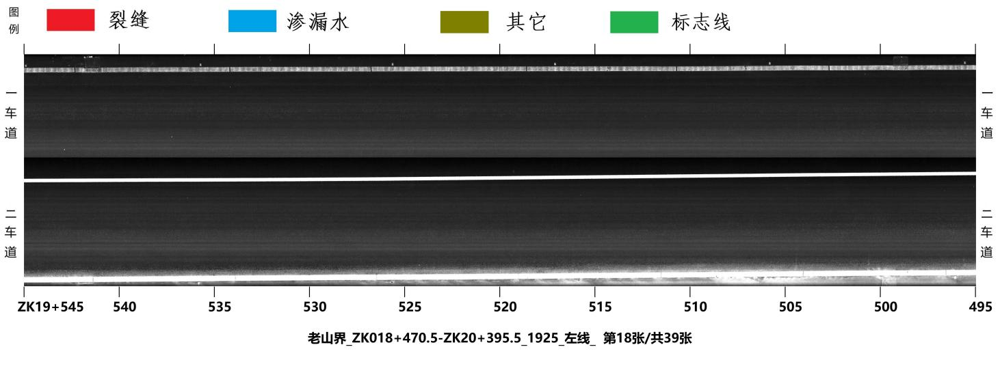 图例
裂缝 渗漏水 其它 标志线
一车道 一车道
二车道 二车道
ZK19+545 540 535 530 525 520 515 510 505 500 495
老山界_ZK018+470.5-ZK20+395.5_1925_左线_ 第18张/共39张